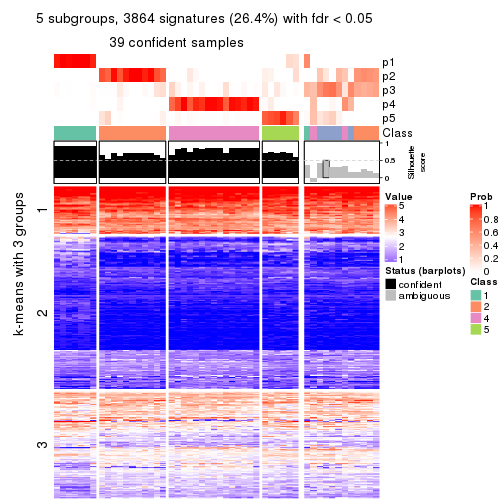 5 subgroups, 3864 signatures (26.4%) with fdr < 0.05
39 confident samples
p1
p2
p3
p4
p5
Class
1
0.5
0
Silhouette
score
k-means with 3 groups
1
2
3
Value
5
4
3
2
1
Status (barplots)
confident
ambiguous
Prob
1
0.8
0.6
0.4
0.2
0
Class
1
2
4
5